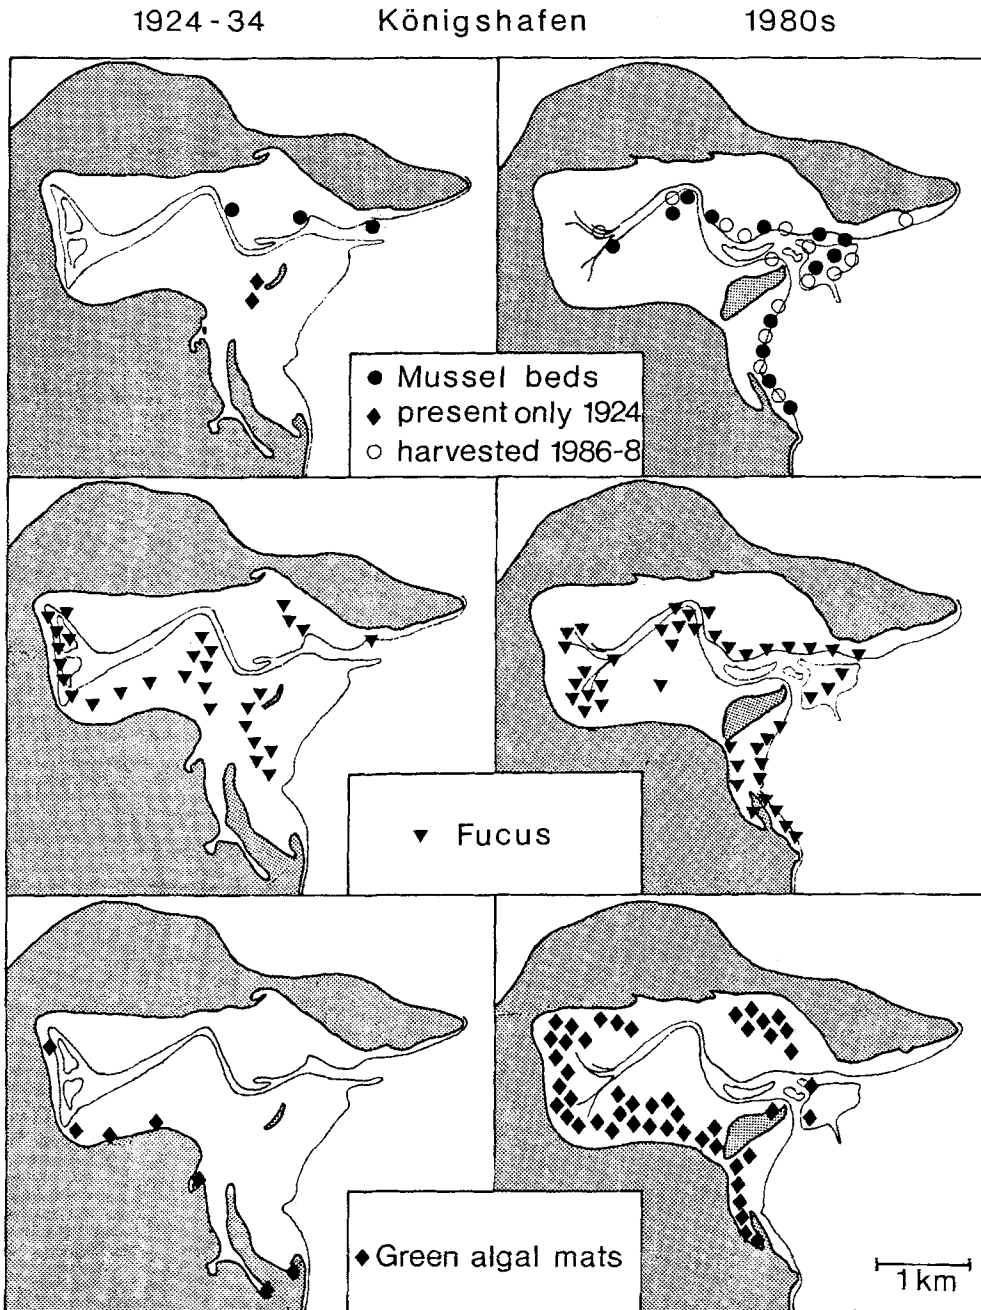 1924-34 Königshafen 1980s
Mussel beds
present only 1924
harvested 1986-8
Fucus
Green algal mats
1 km